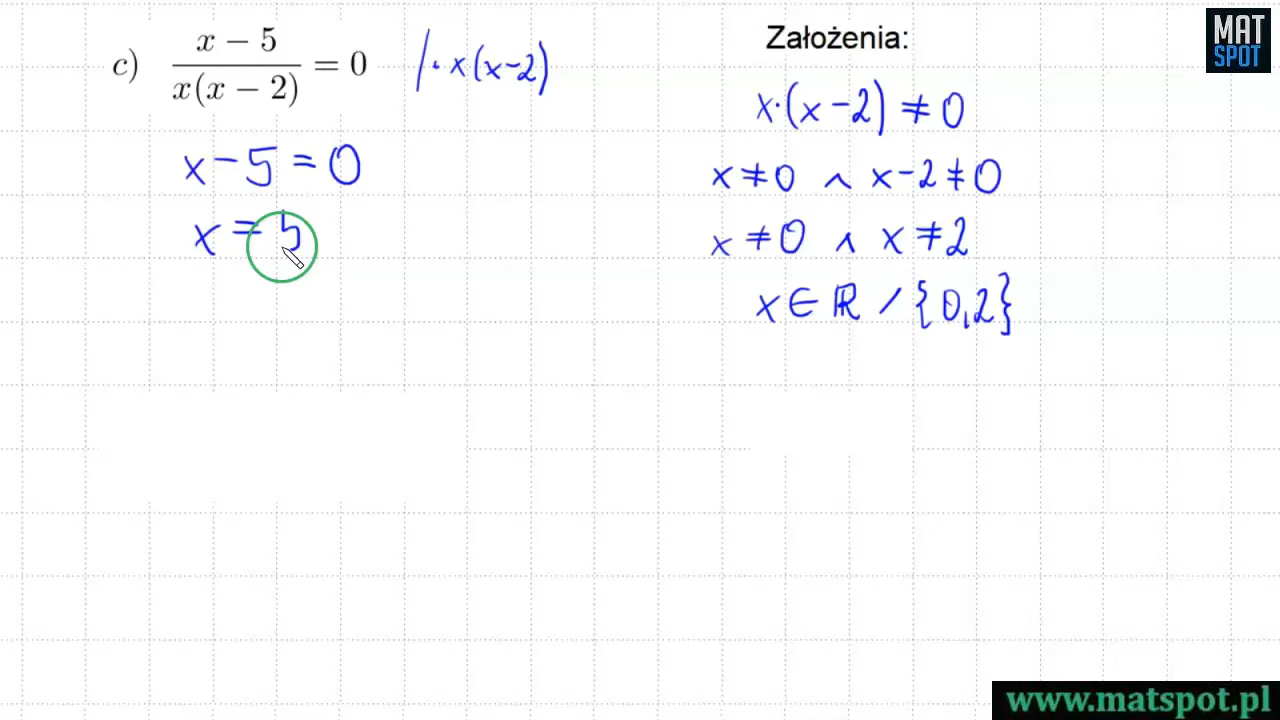 c) \frac{x-5}{x(x-2)} = 0 /· x(x-2)
x-5=0
x=5
Założenia:
x·(x-2)≠0
x≠0 ∧ x-2≠0
x≠0 ∧ x≠2
x∈ℝ/{0,2}
MAT
SPOT
www.matspot.pl